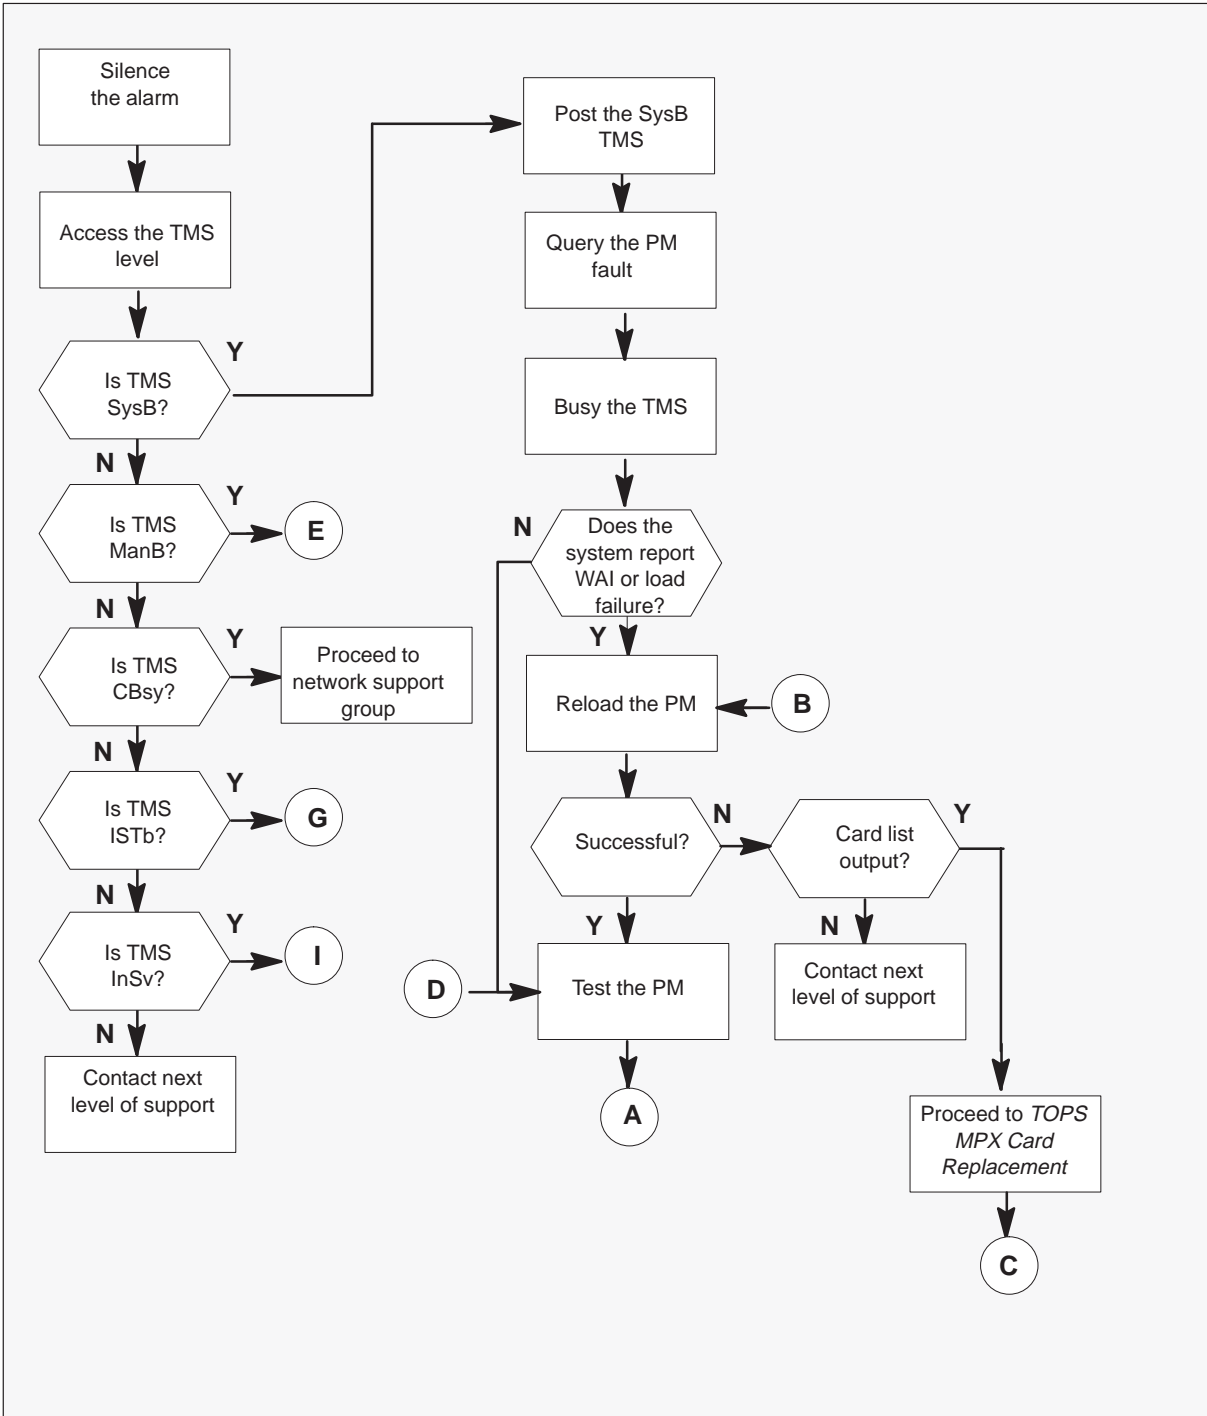 Silence
the alarm
Access the TMS
level
Is TMS
SysB?
Y
N
Is TMS
ManB?
Y
E
N
Is TMS
CBsy?
Y
Proceed to
network support
group
N
Is TMS
ISTb?
Y
G
N
Is TMS
InSv?
Y
I
N
Contact next
level of support
Post the SysB
TMS
Query the PM
fault
Busy the TMS
Does the
system report
WAI or load
failure?
N
Y
Reload the PM
B
Successful?
N
Card list
output?
Y
Y
N
D
Test the PM
Contact next
level of support
A
Proceed to TOPS
MPX Card
Replacement
C